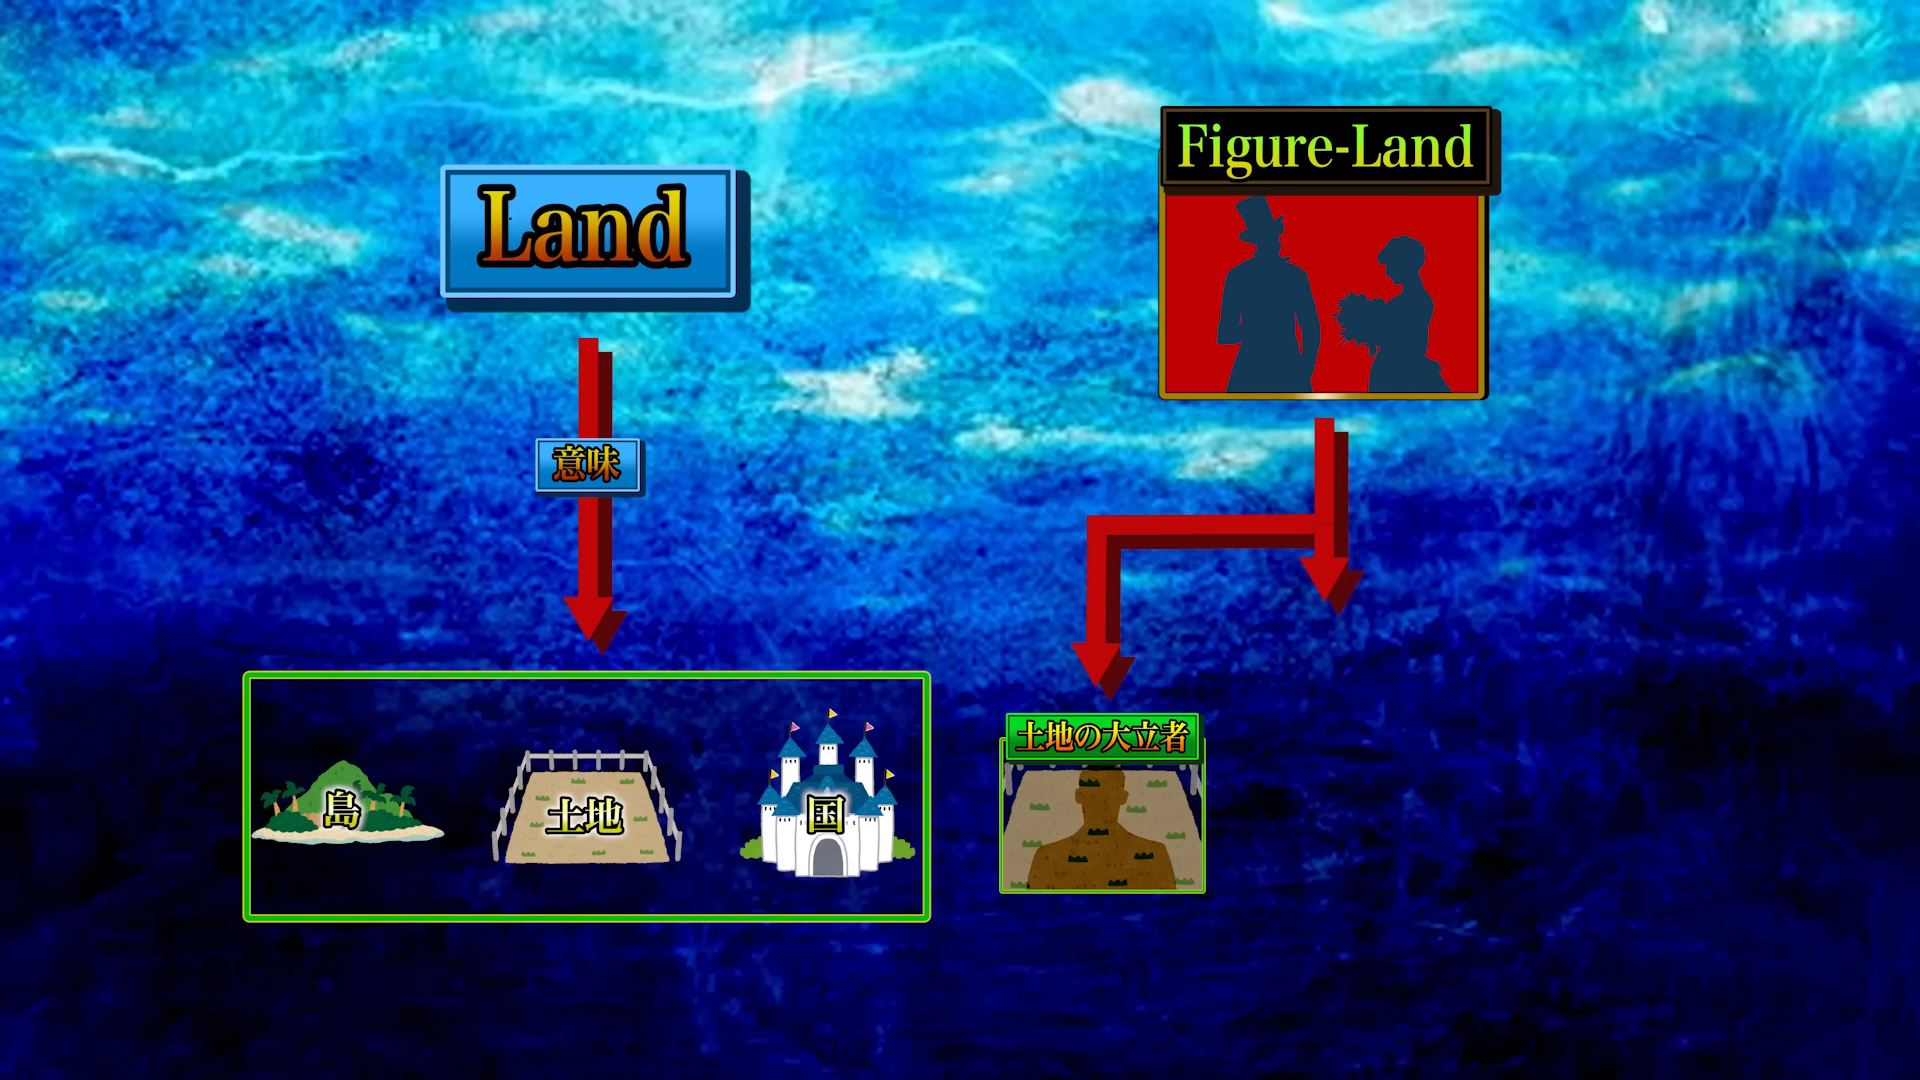 Land
意味
島
土地
国
Figure-Land
土地の大立者